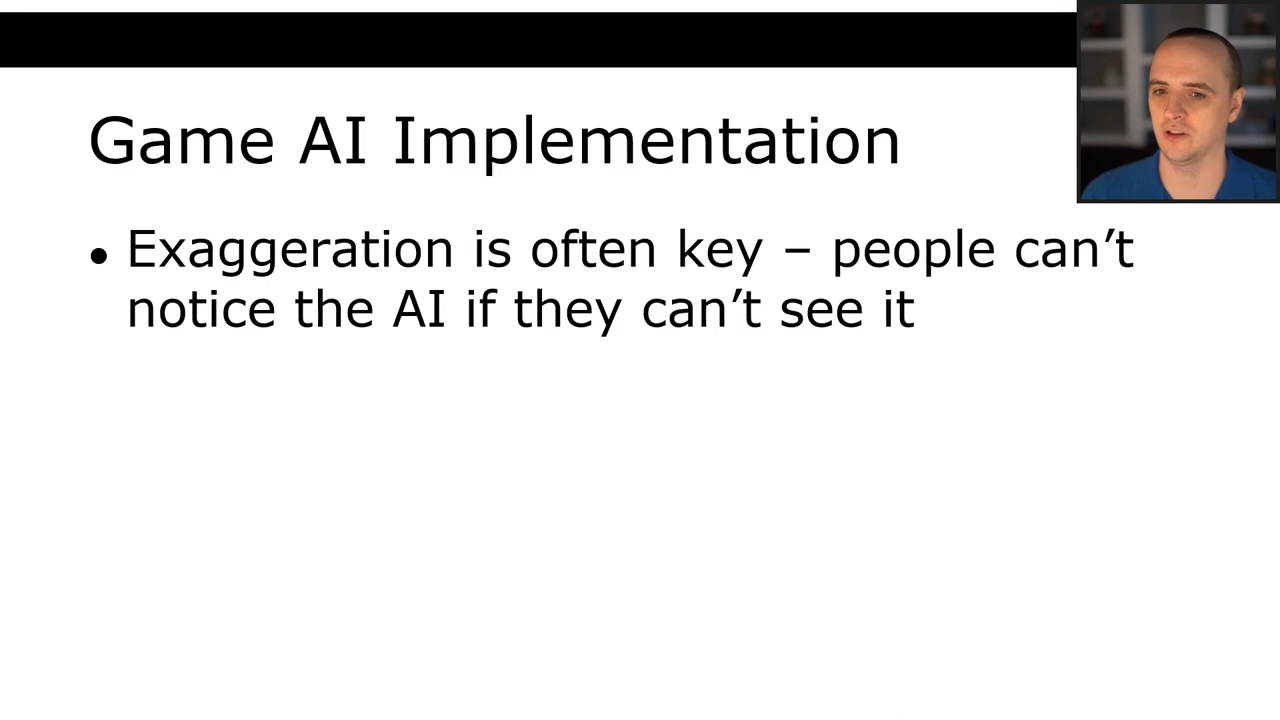 Game AI Implementation
• Exaggeration is often key – people can’t
notice the AI if they can’t see it